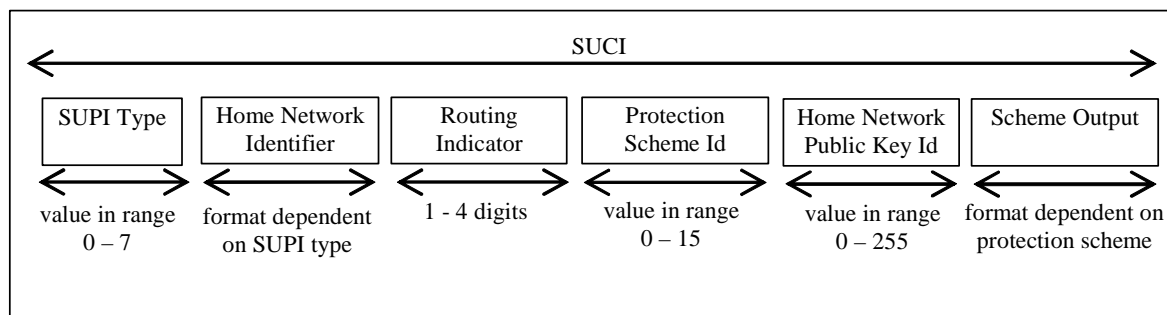 SUCI
SUPI Type
Home Network
Identifier
Routing
Indicator
Protection
Scheme Id
Home Network
Public Key Id
Scheme Output
value in range
0 – 7
format dependent
on SUPI type
1 - 4 digits
value in range
0 – 15
value in range
0 – 255
format dependent on
protection scheme